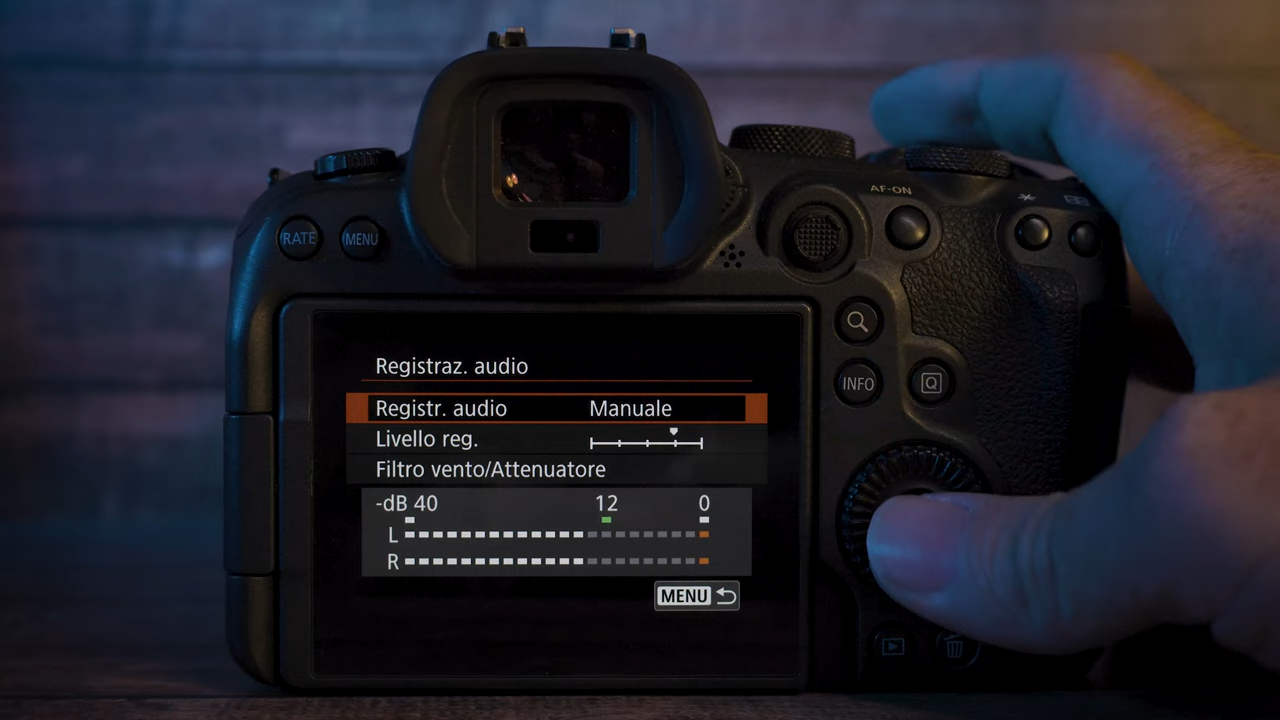 AF-ON
RATE
MENU
INFO
Q
Registraz. audio
Registr. audio Manuale
Livello reg.
Filtro vento/Attenuatore
-dB 40 12 0
L
R
MENU